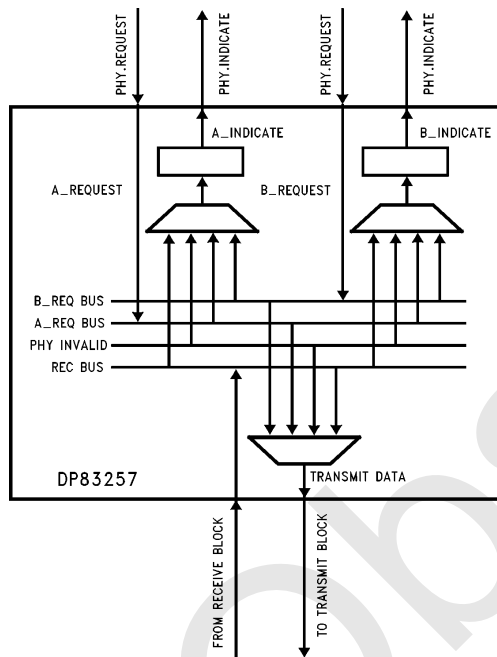 PHY.REQUEST
PHY.INDICATE
PHY.REQUEST
PHY.INDICATE
A_INDICATE
B_INDICATE
A_REQUEST
B_REQUEST
B_REQ BUS
A_REQ BUS
PHY INVALID
REC BUS
DP83257
TRANSMIT DATA
FROM RECEIVE BLOCK
TO TRANSMIT BLOCK
Obs